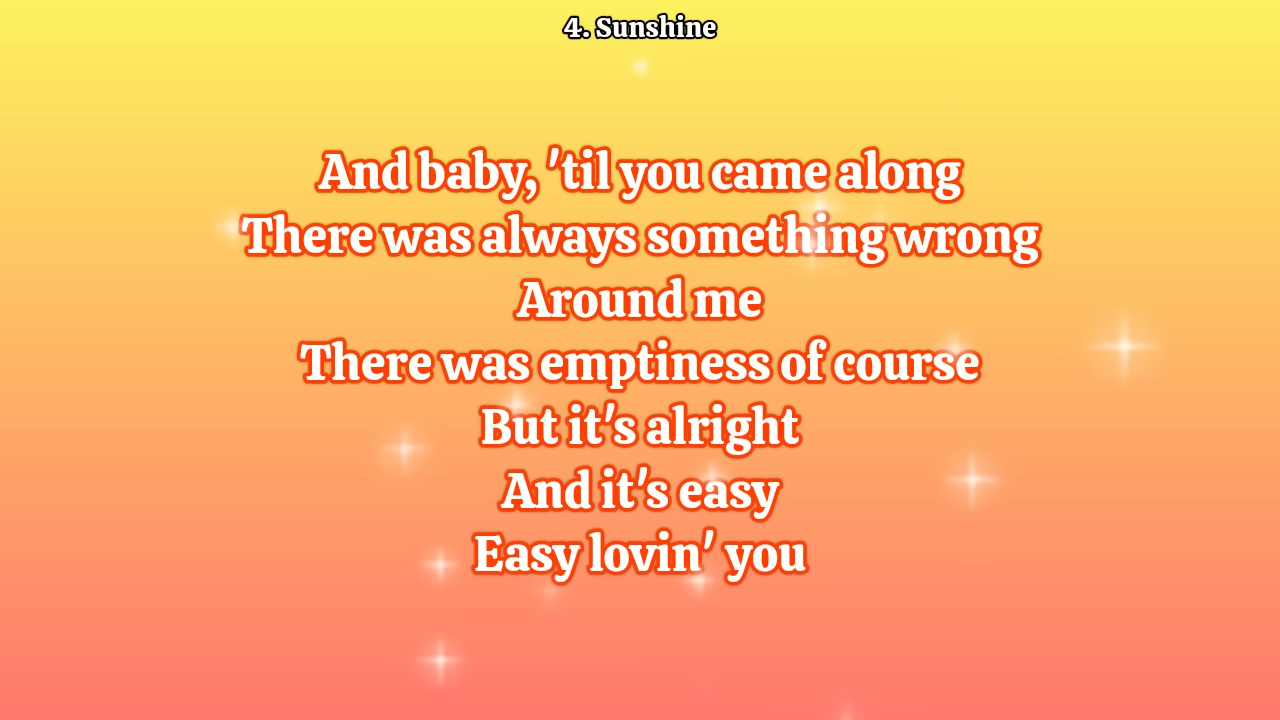 4. Sunshine
And baby, 'til you came along
There was always something wrong
Around me
There was emptiness of course
But it's alright
And it's easy
Easy lovin' you